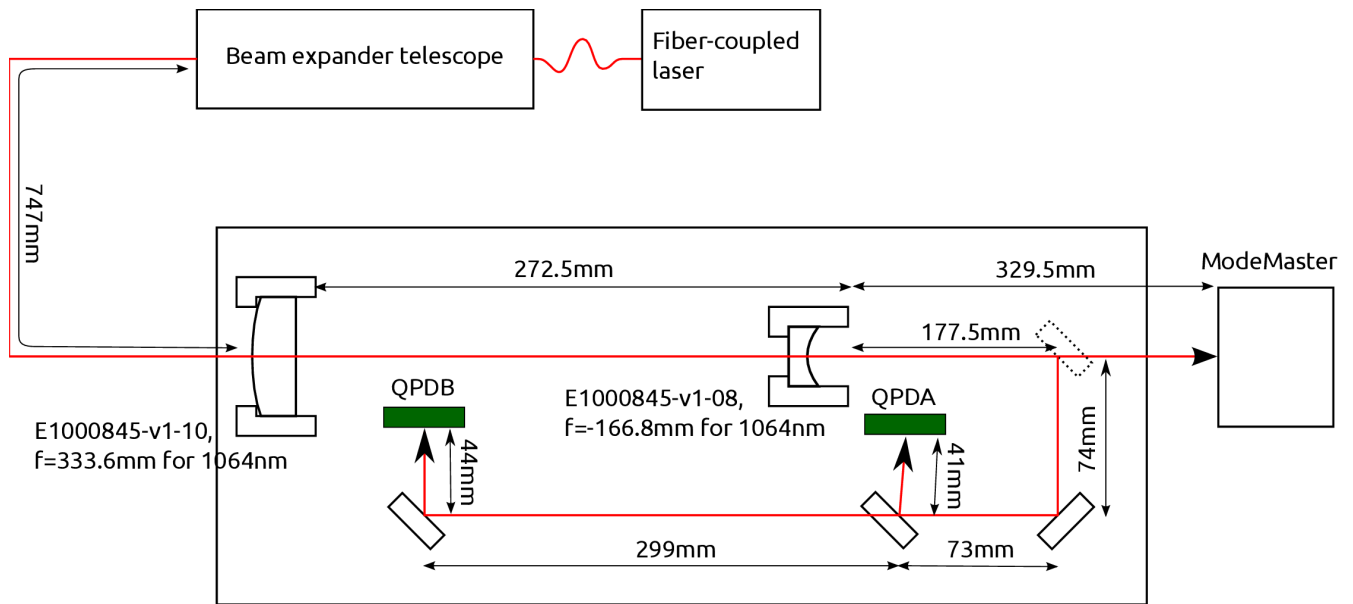 Beam expander telescope
Fiber-coupled
laser
747mm
272.5mm
329.5mm
ModeMaster
177.5mm
QPDB
QPDA
E1000845-v1-08,
f=-166.8mm for 1064nm
E1000845-v1-10,
f=333.6mm for 1064nm
44mm
41mm
74mm
299mm
73mm